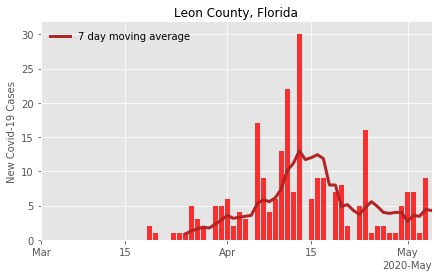 Leon County, Florida
7 day moving average
New Covid-19 Cases
30
25
20
15
10
5
0
Mar 15 Apr 15 May
2020-May